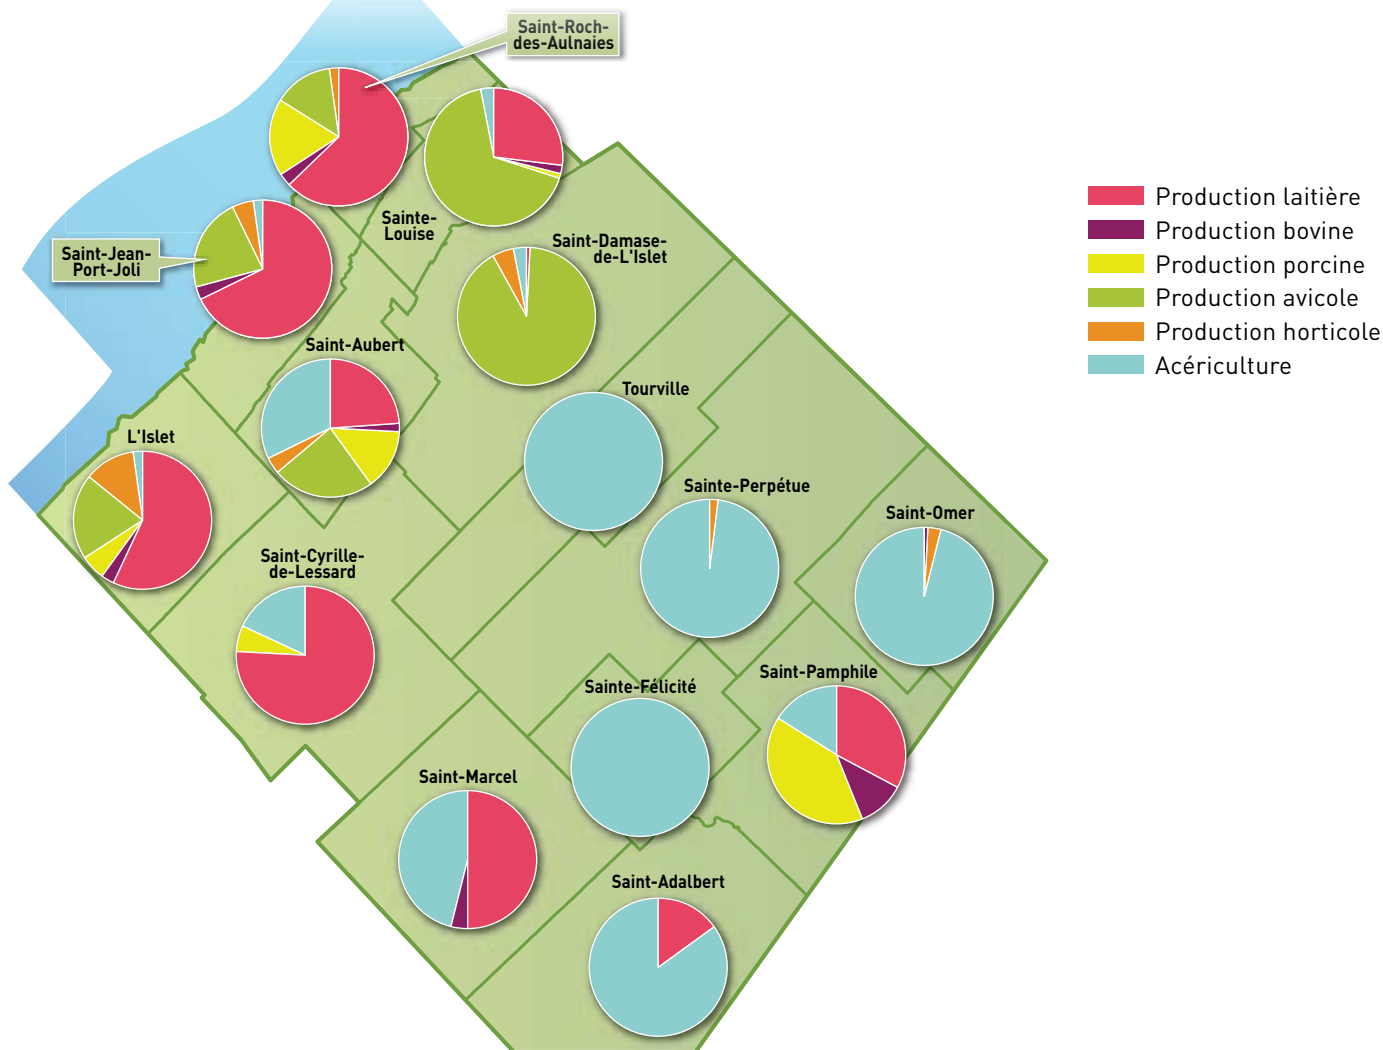 Saint-Roch-
des-Aulnaies
Sainte-
Louise
Saint-Damase-
de-L'Islet
Saint-Jean-
Port-Joli
Saint-Aubert
Tourville
L'Islet
Sainte-Perpétue
Saint-Omer
Saint-Cyrille-
de-Lessard
Saint-Pamphile
Sainte-Félicité
Saint-Marcel
Saint-Adalbert
Production laitière
Production bovine
Production porcine
Production avicole
Production horticole
Acériculture